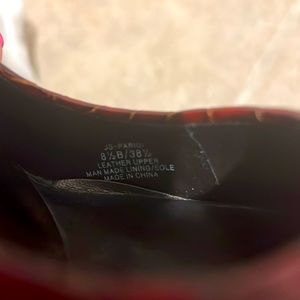 JS-PARIGI
8½B/38½
LEATHER UPPER
MAN MADE LINING/SOLE
MADE IN CHINA